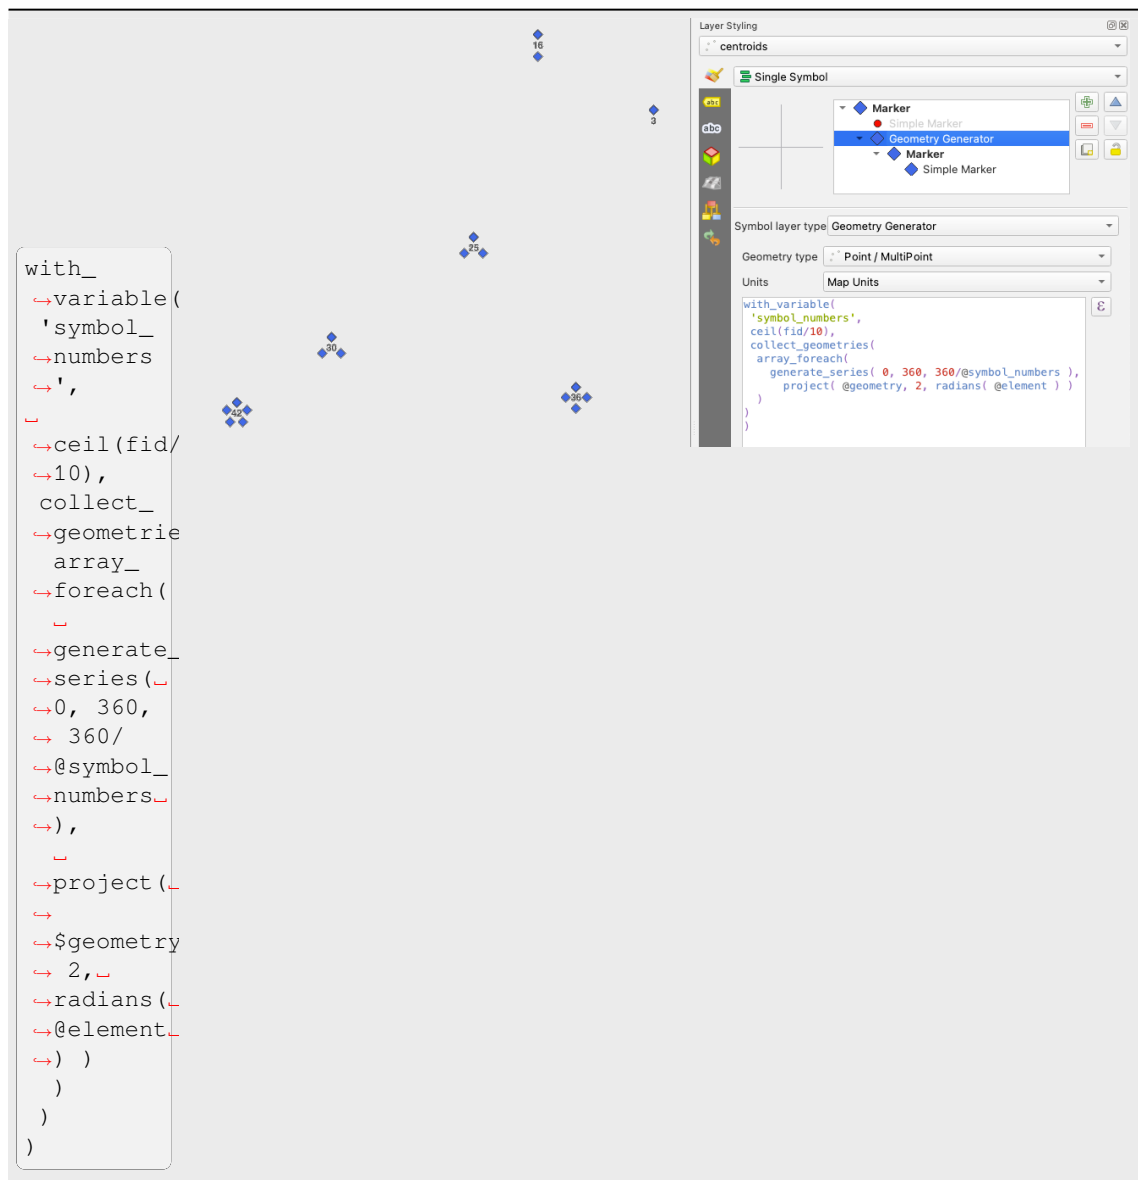 with_
↪variable(
'symbol_
↪numbers
↪',
␣
↪ceil(fid/
↪10),
collect_
↪geometrie
array_
↪foreach(
␣
↪generate_
↪series(␣
↪0, 360,
↪ 360/
↪@symbol_
↪numbers␣
↪),
␣
↪project(␣
↪
↪$geometry
↪ 2,␣
↪radians(␣
↪@element␣
↪) )
)
)
)
16
3
25
30
36
42
Layer Styling
centroids
Single Symbol
abc
abc
Marker
Simple Marker
Geometry Generator
Marker
Simple Marker
Symbol layer type Geometry Generator
Geometry type Point / MultiPoint
Units Map Units
ε
with_variable(
'symbol_numbers',
ceil(fid/10),
collect_geometries(
array_foreach(
generate_series( 0, 360, 360/@symbol_numbers ),
project( @geometry, 2, radians( @element ) )
)
)
)